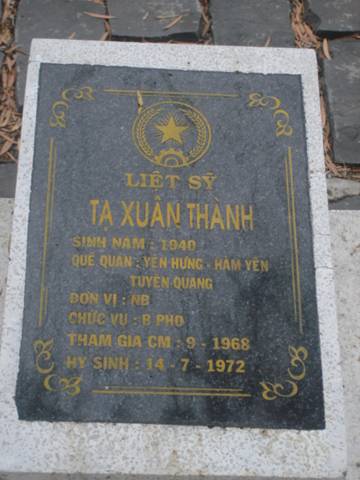 LIỆT SỸ
TẠ XUÂN THÀNH
SINH NĂM : 1940
QUÊ QUÁN : YÊN HƯNG - HÀM YÊN
TUYÊN QUANG
ĐƠN VỊ : NB
CHỨC VỤ : B PHÓ
THAM GIA CM : 9 - 1968
HY SINH : 14 - 7 - 1972